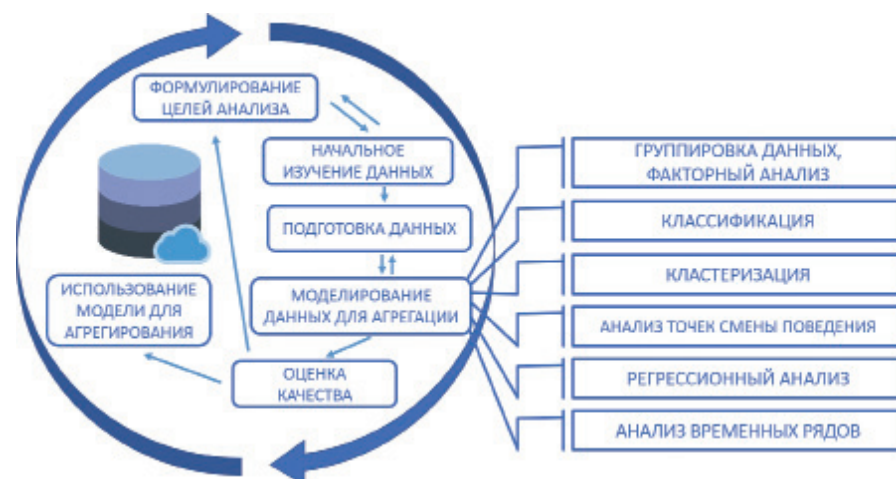 ФОРМУЛИРОВАНИЕ
ЦЕЛЕЙ АНАЛИЗА
НАЧАЛЬНОЕ
ИЗУЧЕНИЕ ДАННЫХ
ПОДГОТОВКА ДАННЫХ
МОДЕЛИРОВАНИЕ
ДАННЫХ ДЛЯ АГРЕГАЦИИ
ОЦЕНКА
КАЧЕСТВА
ИСПОЛЬЗОВАНИЕ
МОДЕЛИ ДЛЯ
АГРЕГИРОВАНИЯ
ГРУППИРОВКА ДАННЫХ,
ФАКТОРНЫЙ АНАЛИЗ
КЛАССИФИКАЦИЯ
КЛАСТЕРИЗАЦИЯ
АНАЛИЗ ТОЧЕК СМЕНЫ ПОВЕДЕНИЯ
РЕГРЕССИОННЫЙ АНАЛИЗ
АНАЛИЗ ВРЕМЕННЫХ РЯДОВ